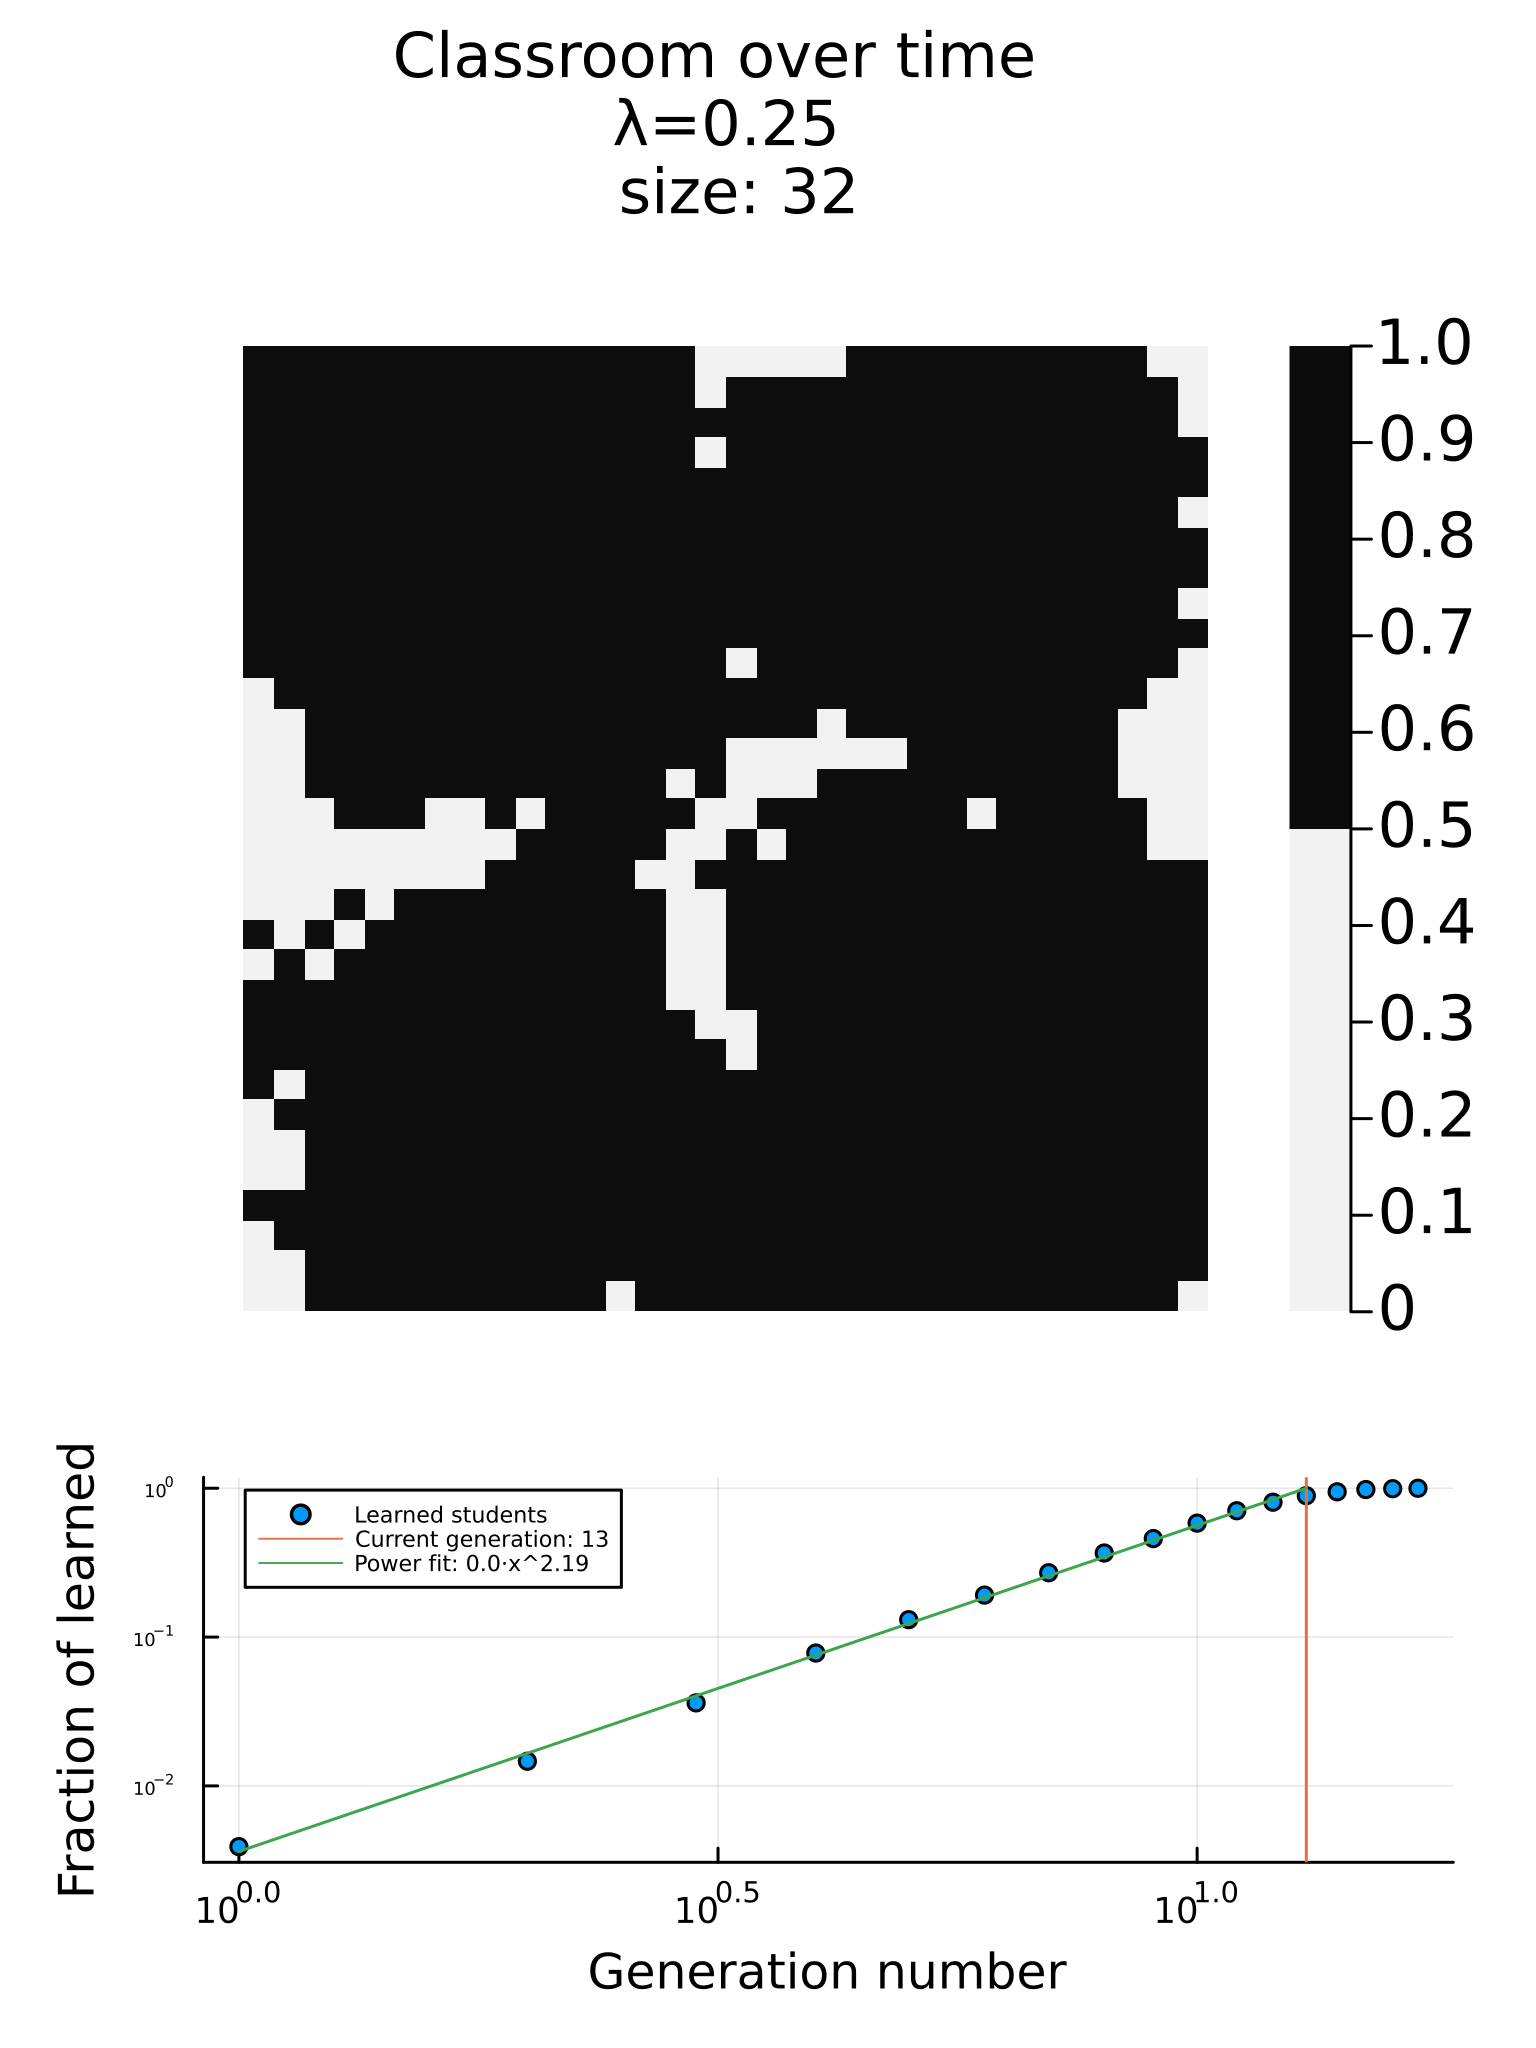 Classroom over time
λ=0.25
size: 32
1.0
0.9
0.8
0.7
0.6
0.5
0.4
0.3
0.2
0.1
0
Fraction of learned
10⁰
10⁻¹
10⁻²
Learned students
Current generation: 13
Power fit: 0.0·x^2.19
10^0.0
10^0.5
10^1.0
Generation number